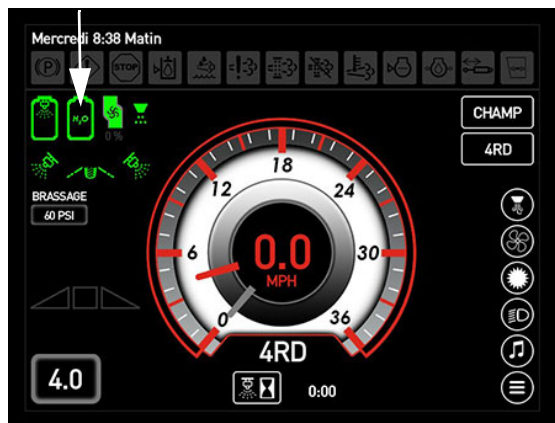 Mercredi 8:38 Matin
(P)
STOP
H₂O
0 %
CHAMP
4RD
BRASSAGE
60 PSI
18
12
24
6
30
0
36
0.0
MPH
4RD
4.0
0:00